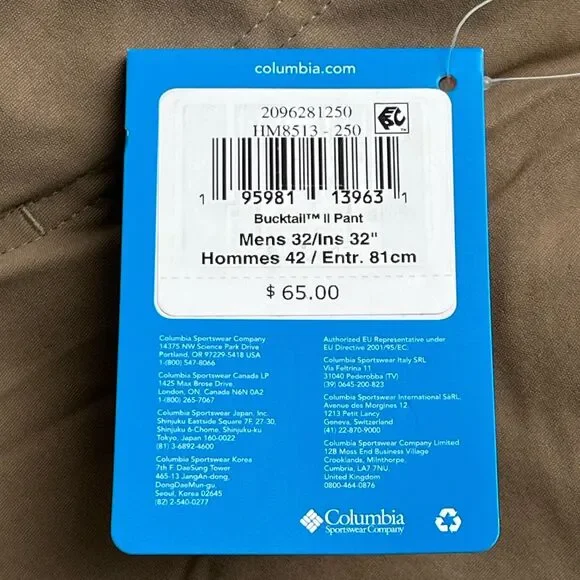 columbia.com
2096281250
HM8513 - 250
1 95981 13963 1
Bucktail™ II Pant
Mens 32/Ins 32"
Hommes 42 / Entr. 81cm
$ 65.00
Columbia Sportswear Company
14375 NW Science Park Drive
Portland, OR 97229-5418 USA
1-(800) 547-8066
Columbia Sportswear Canada LP
1425 Max Brose Drive,
London, ON. Canada N6N 0A2
1-(800) 265-7067
Columbia Sportswear Japan, Inc.
Shinjuku Eastside Square 7F, 27-30,
Shinjuku 6-Chome, Shinjuku-ku
Tokyo, Japan 160-0022
(81) 3-6892-4600
Columbia Sportswear Korea
7th F. DaeSung Tower
465-13 JangAn-dong,
DongDaeMun-gu,
Seoul, Korea 02645
(82) 2-540-0277
Authorized EU Representative under
EU Directive 2001/95/EC:
Columbia Sportswear Italy SRL
Via Feltrina 11
31040 Pederobba (TV)
(39) 0645-200-823
Columbia Sportswear International SàRL,
Avenue des Morgines 12
1213 Petit Lancy
Geneva, Switzerland
(41) 22-870-9000
Columbia Sportswear Company Limited
12B Moss End Business Village
Crooklands, Milnthorpe,
Cumbria, LA7 7NU,
United Kingdom
0800-464-0876
Columbia
Sportswear Company